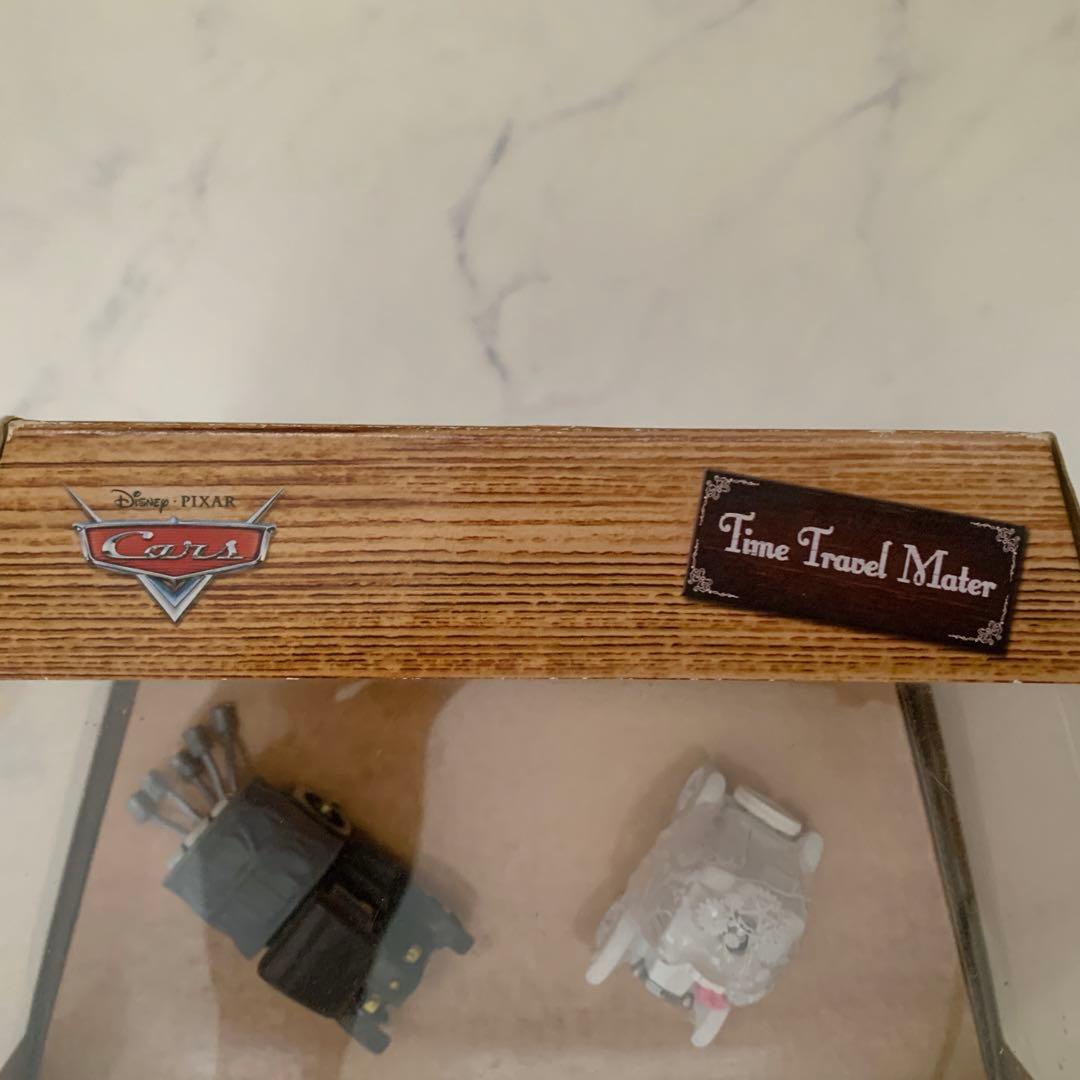 Disney · PIXAR
Cars
Time Travel Mater